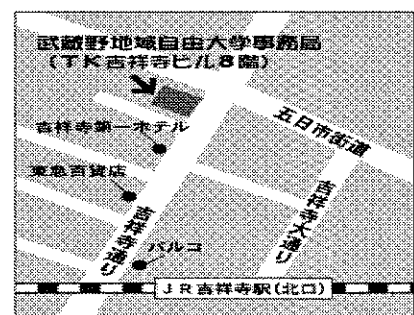 武蔵野地域自由大学事務局
（TK吉祥寺ビル8階）
吉祥寺第一ホテル
東急百貨店
パルコ
吉祥寺通り
吉祥寺大通り
五日市街道
JR吉祥寺駅(北口)